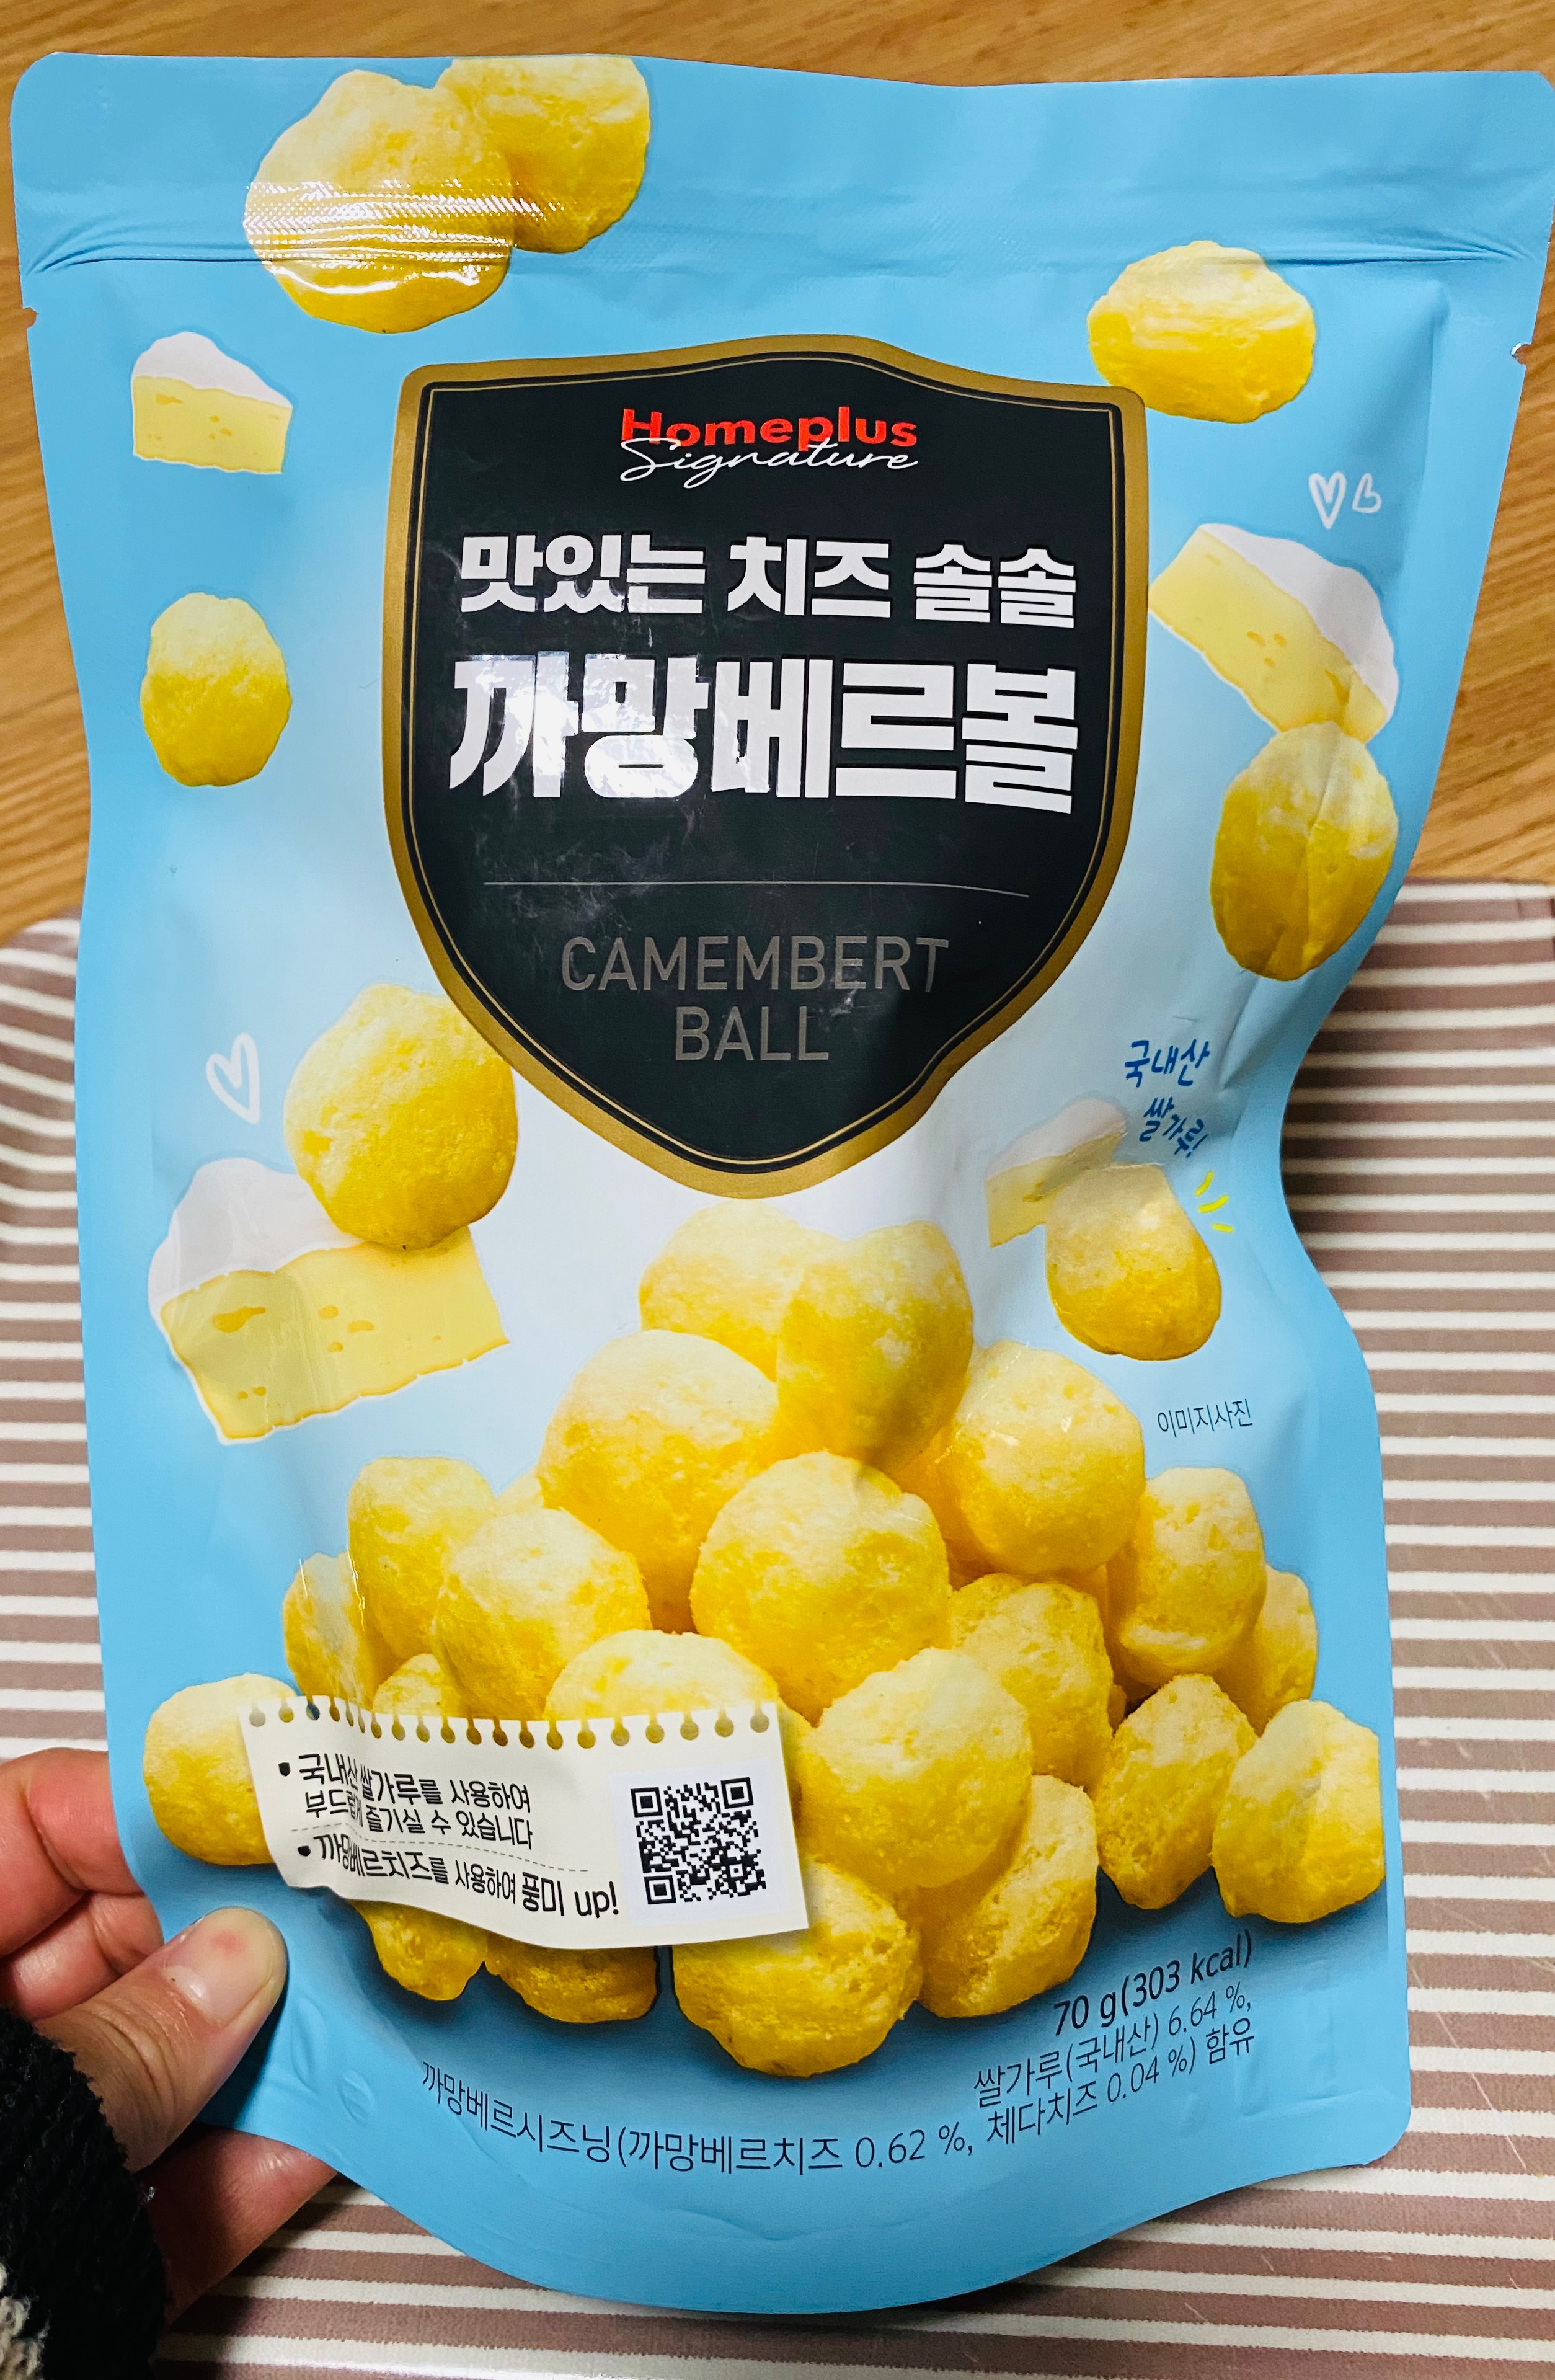 Homeplus
Signature
맛있는 치즈 솔솔
까망베르볼
CAMEMBERT
BALL
국내산
쌀가루!
이미지사진
• 국내산 쌀가루를 사용하여
부드럽게 즐기실 수 있습니다
• 까망베르치즈를 사용하여 풍미 up!
70 g(303 kcal)
쌀가루(국내산) 6.64 %,
까망베르시즈닝(까망베르치즈 0.62 %, 체다치즈 0.04 %) 함유